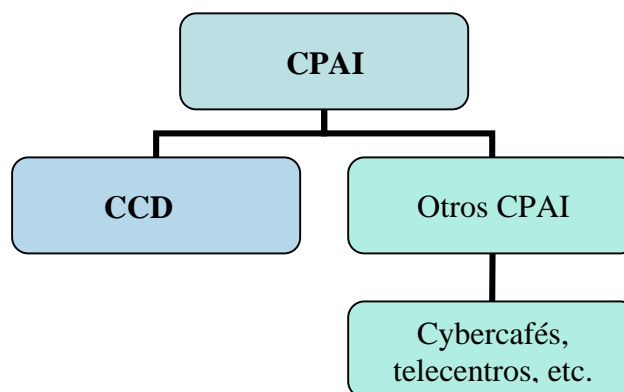 CPAI
CCD
Otros CPAI
Cybercafés,
telecentros, etc.